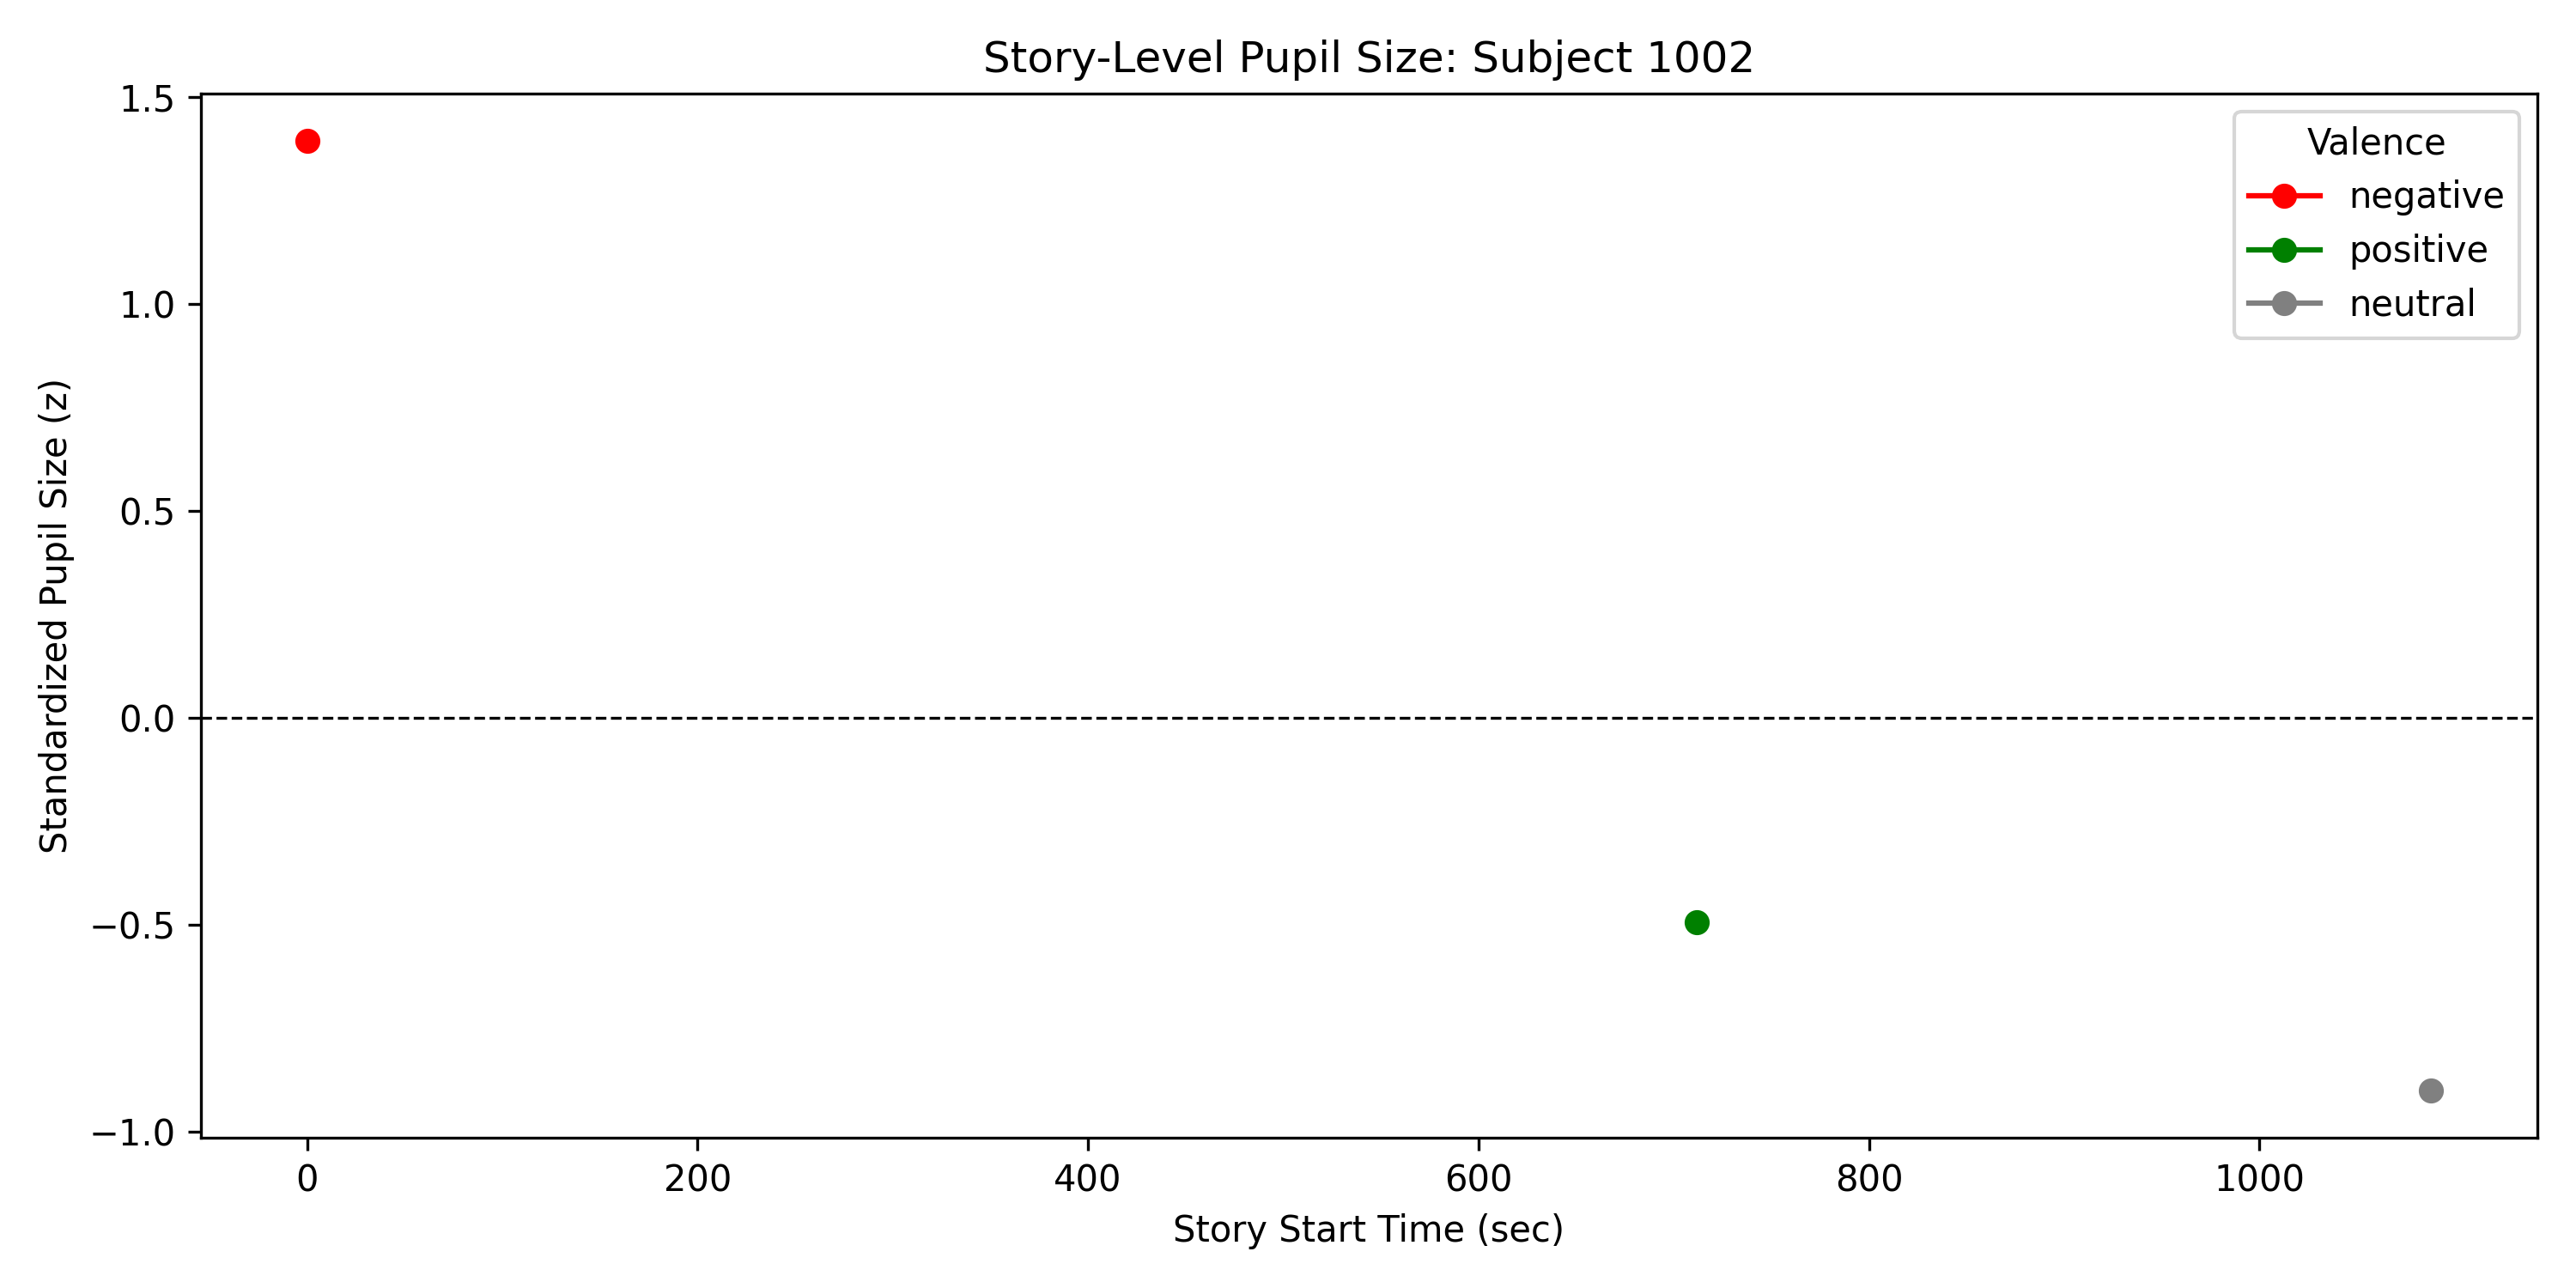 Story-Level Pupil Size: Subject 1002
Standardized Pupil Size (z)
1.5
1.0
0.5
0.0
−0.5
−1.0
Valence
negative
positive
neutral
0 200 400 600 800 1000
Story Start Time (sec)